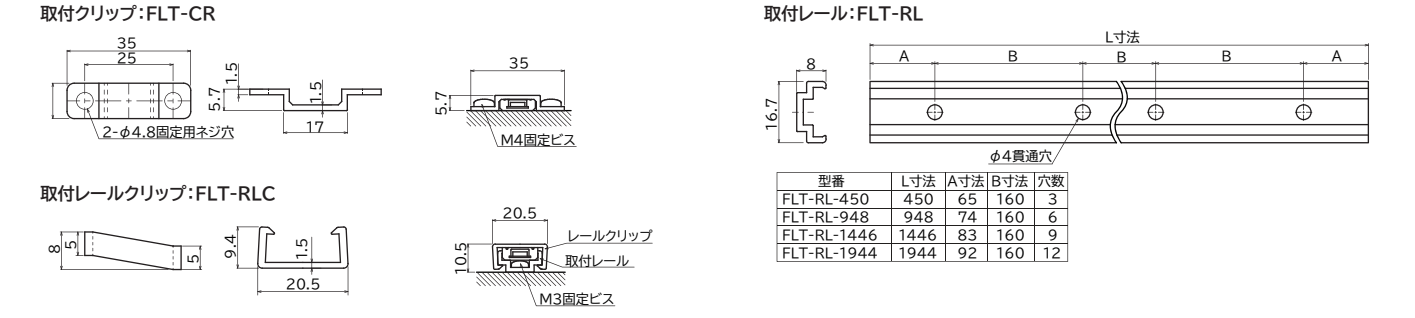 取付クリップ:FLT-CR
35
25
1.5
5.7
1.5
17
2-φ4.8固定用ネジ穴
35
5.7
M4固定ビス
取付レールクリップ:FLT-RLC
8
5
5
9.4
1.5
20.5
20.5
10.5
レールクリップ
取付レール
M3固定ビス
取付レール:FLT-RL
8
16.7
L寸法
A B B B A
φ4貫通穴
型番 L寸法 A寸法 B寸法 穴数
FLT-RL-450 450 65 160 3
FLT-RL-948 948 74 160 6
FLT-RL-1446 1446 83 160 9
FLT-RL-1944 1944 92 160 12